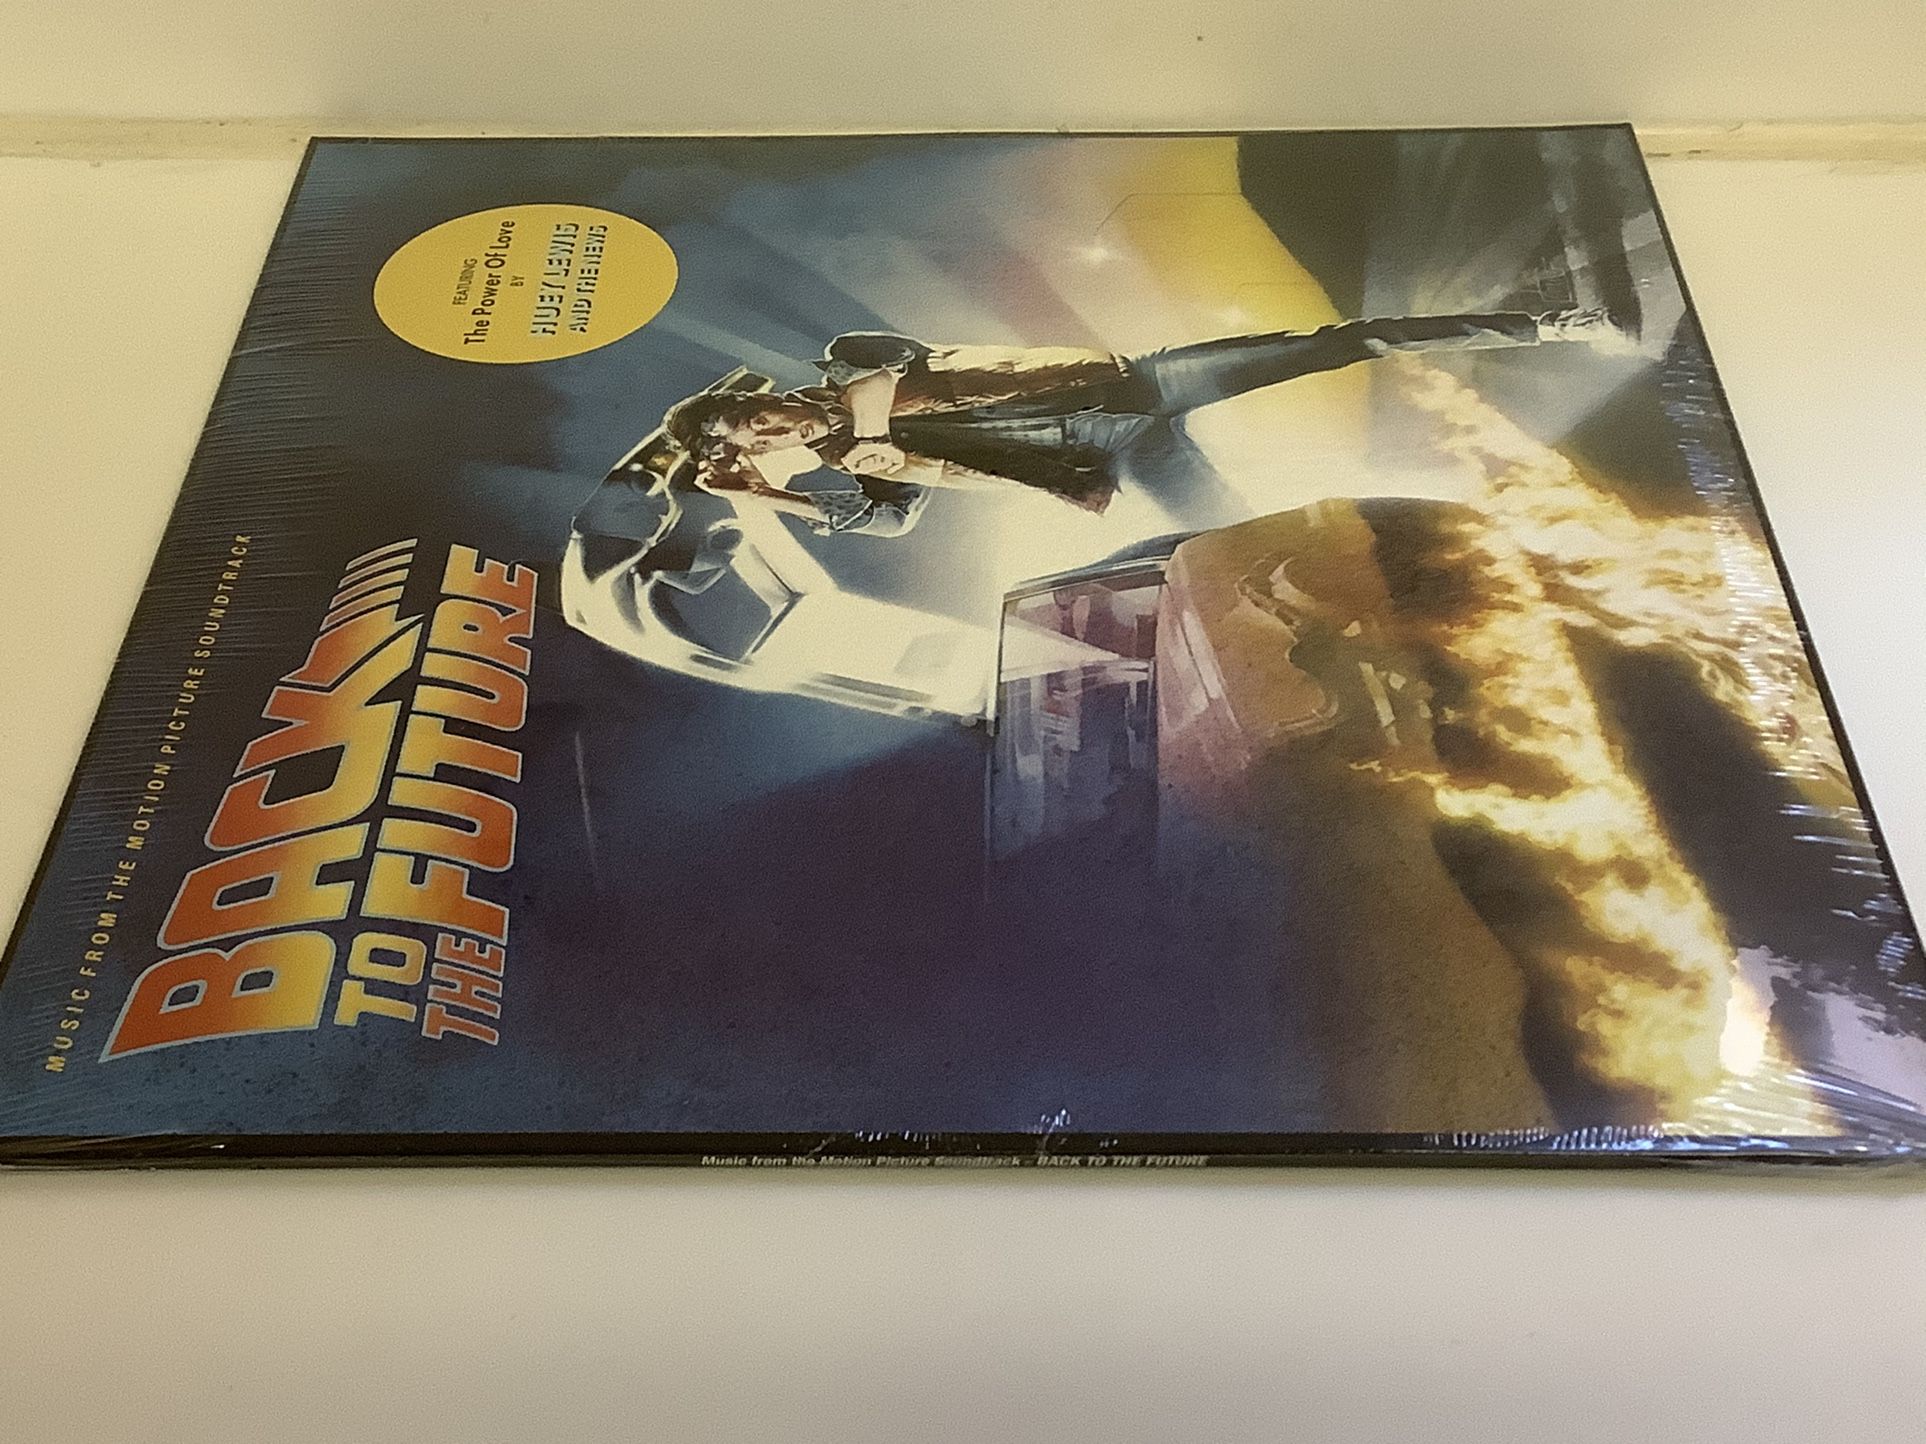 MUSIC FROM THE MOTION PICTURE SOUNDTRACK
BACK
TO
THE
FUTURE
FEATURING
The Power Of Love
BY
HUEY LEWIS
AND THE NEWS
Music from the Motion Picture Soundtrack - BACK TO THE FUTURE